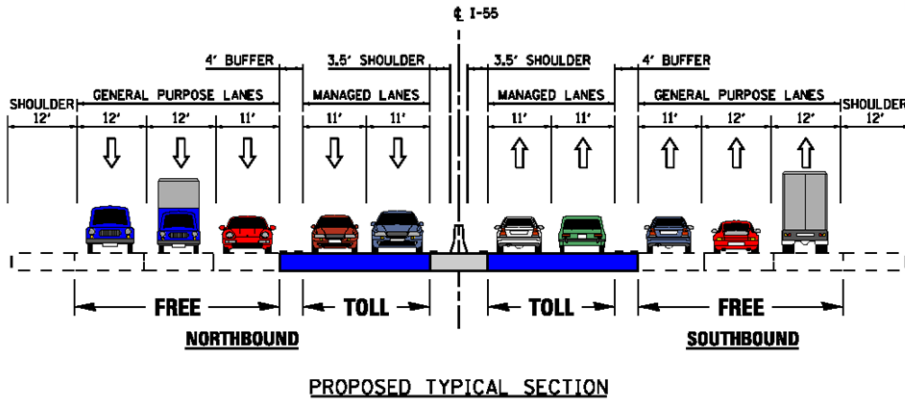 ℄ I-55
4' BUFFER 3.5' SHOULDER 3.5' SHOULDER 4' BUFFER
GENERAL PURPOSE LANES MANAGED LANES MANAGED LANES GENERAL PURPOSE LANES
SHOULDER SHOULDER
12' 12' 12' 11' 11' 11' 11' 11' 11' 12' 12' 12'
FREE TOLL TOLL FREE
NORTHBOUND SOUTHBOUND
PROPOSED TYPICAL SECTION